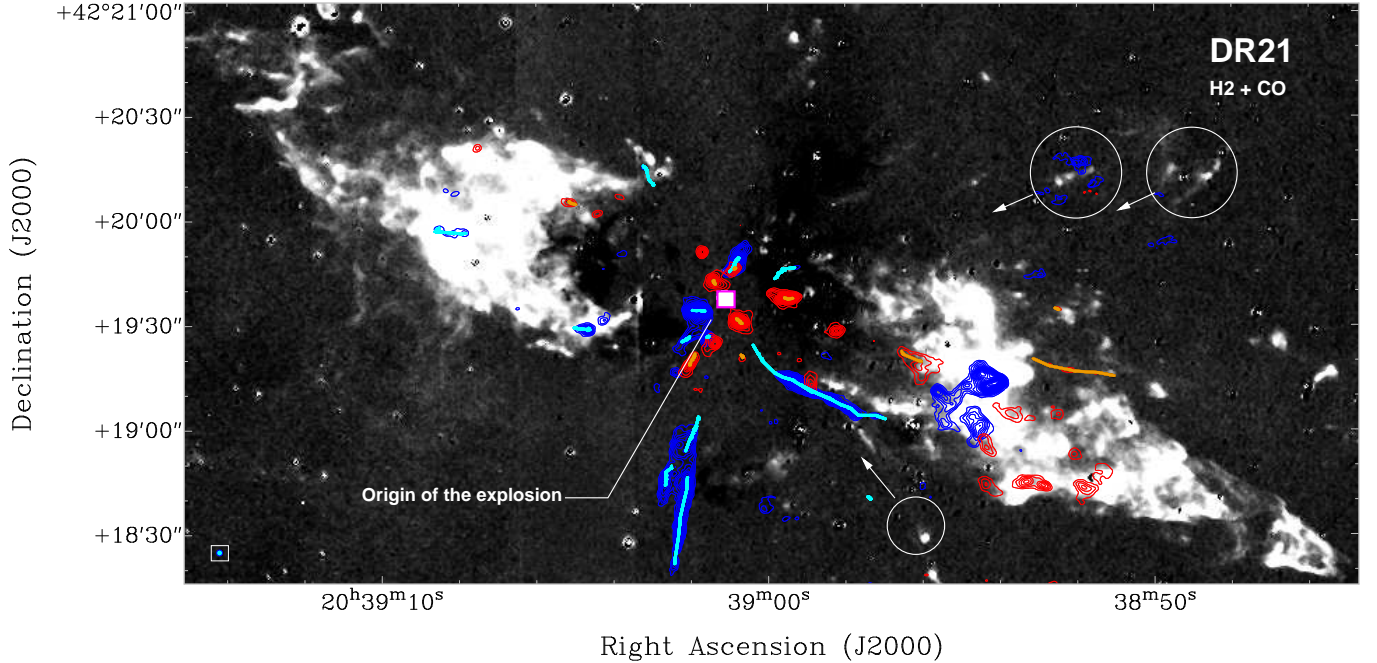 +42°21′00″
DR21
H2 + CO
+20′30″
+20′00″
+19′30″
+19′00″
Origin of the explosion
+18′30″
Declination (J2000)
20ʰ39ᵐ10ˢ
39ᵐ00ˢ
38ᵐ50ˢ
Right Ascension (J2000)